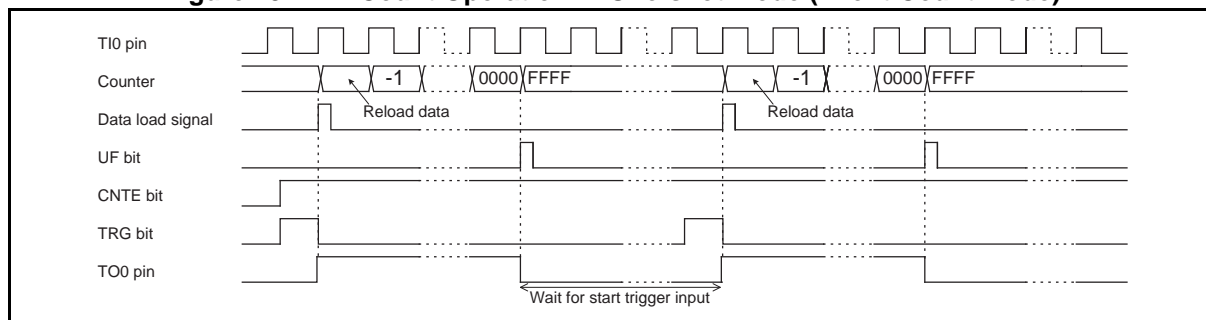 TI0 pin
Counter -1 0000 FFFF -1 0000 FFFF
Reload data Reload data
Data load signal
UF bit
CNTE bit
TRG bit
TO0 pin
Wait for start trigger input